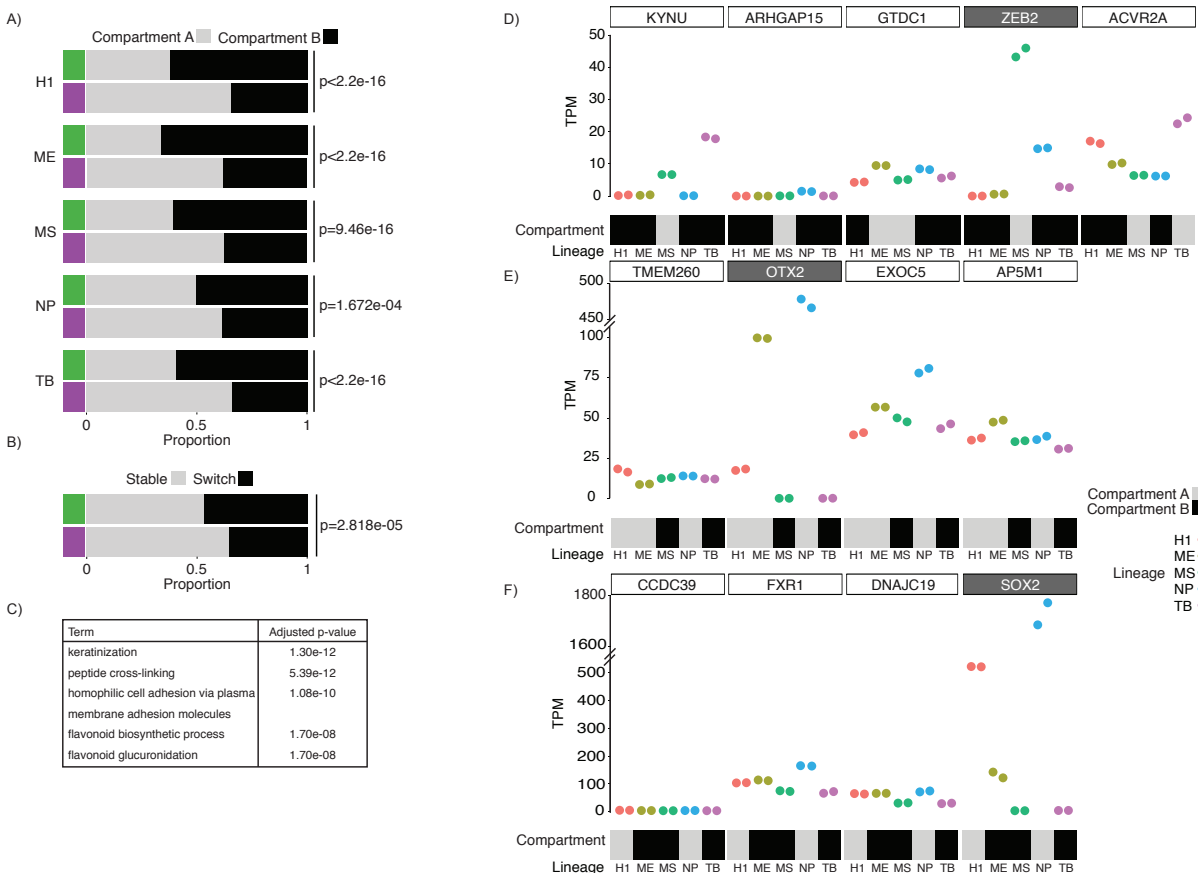 A)
Compartment A Compartment B
H1
p<2.2e-16
ME
p<2.2e-16
MS
p=9.46e-16
NP
p=1.672e-04
TB
p<2.2e-16
0 0.5 1
Proportion
B)
Stable Switch
p=2.818e-05
0 0.5 1
Proportion
C)
Term Adjusted p-value
keratinization 1.30e-12
peptide cross-linking 5.39e-12
homophilic cell adhesion via plasma 1.08e-10
membrane adhesion molecules
flavonoid biosynthetic process 1.70e-08
flavonoid glucuronidation 1.70e-08
D)
KYNU ARHGAP15 GTDC1 ZEB2 ACVR2A
50
40
30
20
10
0
TPM
Compartment
Lineage H1 ME MS NP TB H1 ME MS NP TB H1 ME MS NP TB H1 ME MS NP TB H1 ME MS NP TB
E)
TMEM260 OTX2 EXOC5 AP5M1
500
450
100
75
50
25
0
TPM
Compartment
Lineage H1 ME MS NP TB H1 ME MS NP TB H1 ME MS NP TB H1 ME MS NP TB
Compartment A
Compartment B
H1
ME
Lineage MS
NP
TB
F)
CCDC39 FXR1 DNAJC19 SOX2
1800
1600
500
400
300
200
100
0
TPM
Compartment
Lineage H1 ME MS NP TB H1 ME MS NP TB H1 ME MS NP TB H1 ME MS NP TB